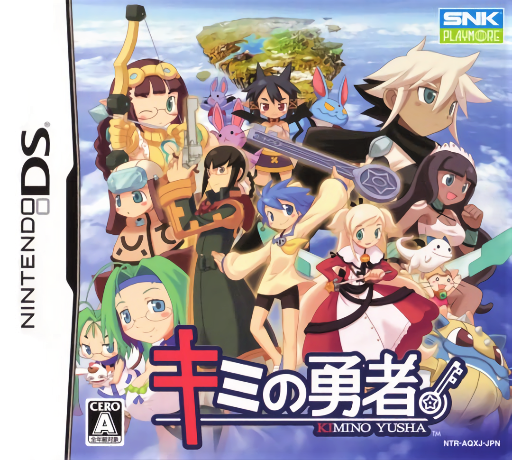 NINTENDO DS
SNK
PLAYMORE
キミの勇者
KIMINO YUSHA
TM
CERO
A
全年齢対象
NTR-AQXJ-JPN